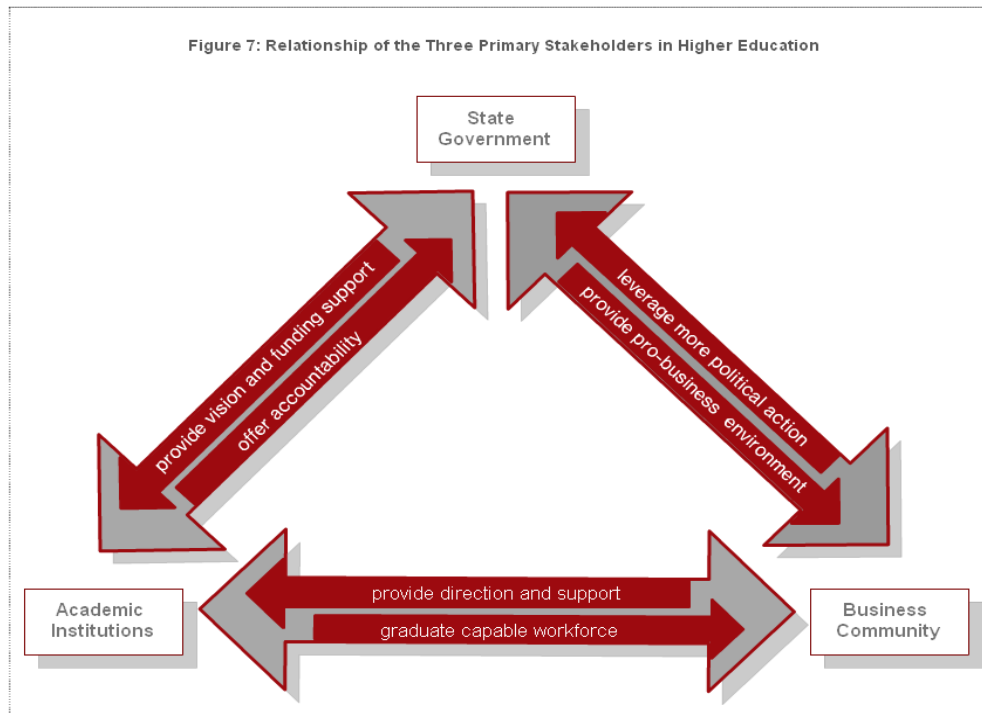 Figure 7: Relationship of the Three Primary Stakeholders in Higher Education
State
Government
provide vision and funding support
offer accountability
leverage more political action
provide pro-business environment
Academic
Institutions
provide direction and support
graduate capable workforce
Business
Community